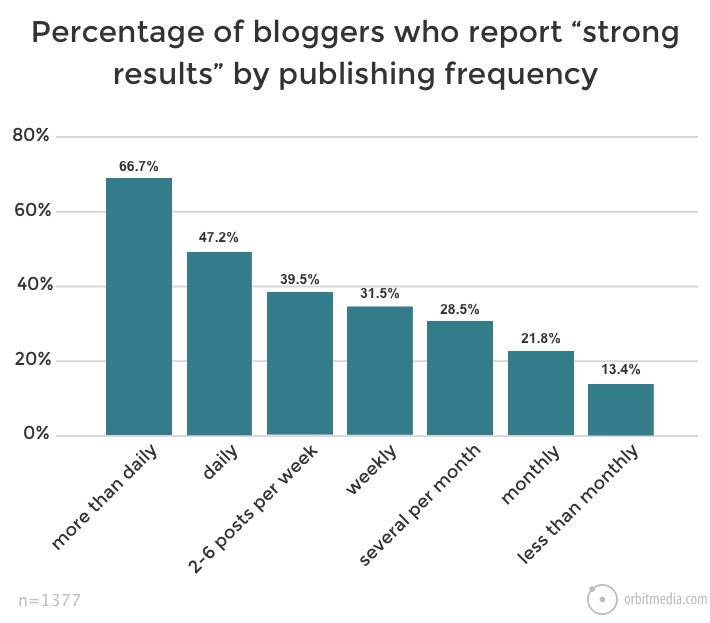 Percentage of bloggers who report “strong
results” by publishing frequency
80%
60%
40%
20%
0%
66.7%
47.2%
39.5%
31.5%
28.5%
21.8%
13.4%
more than daily
daily
2-6 posts per week
weekly
several per month
monthly
less than monthly
n=1377
orbitmedia.com